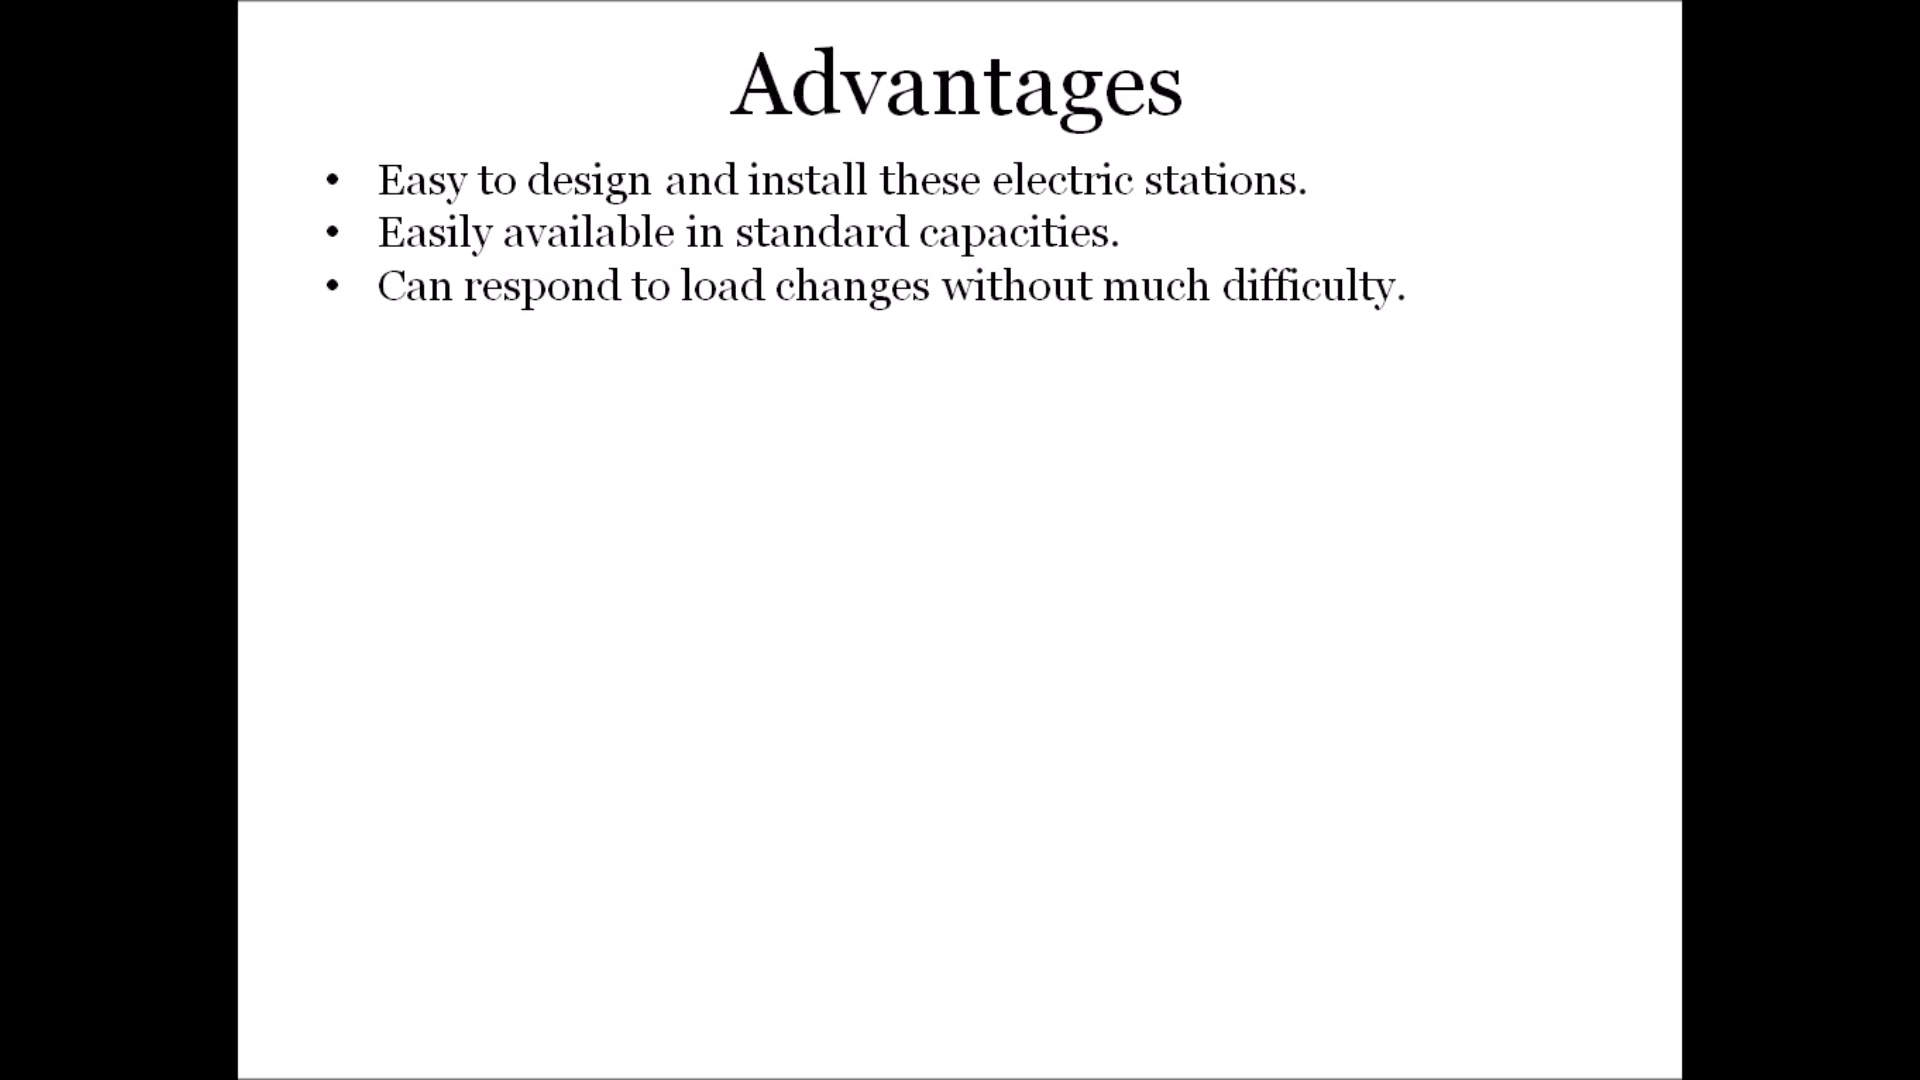 Advantages
• Easy to design and install these electric stations.
• Easily available in standard capacities.
• Can respond to load changes without much difficulty.